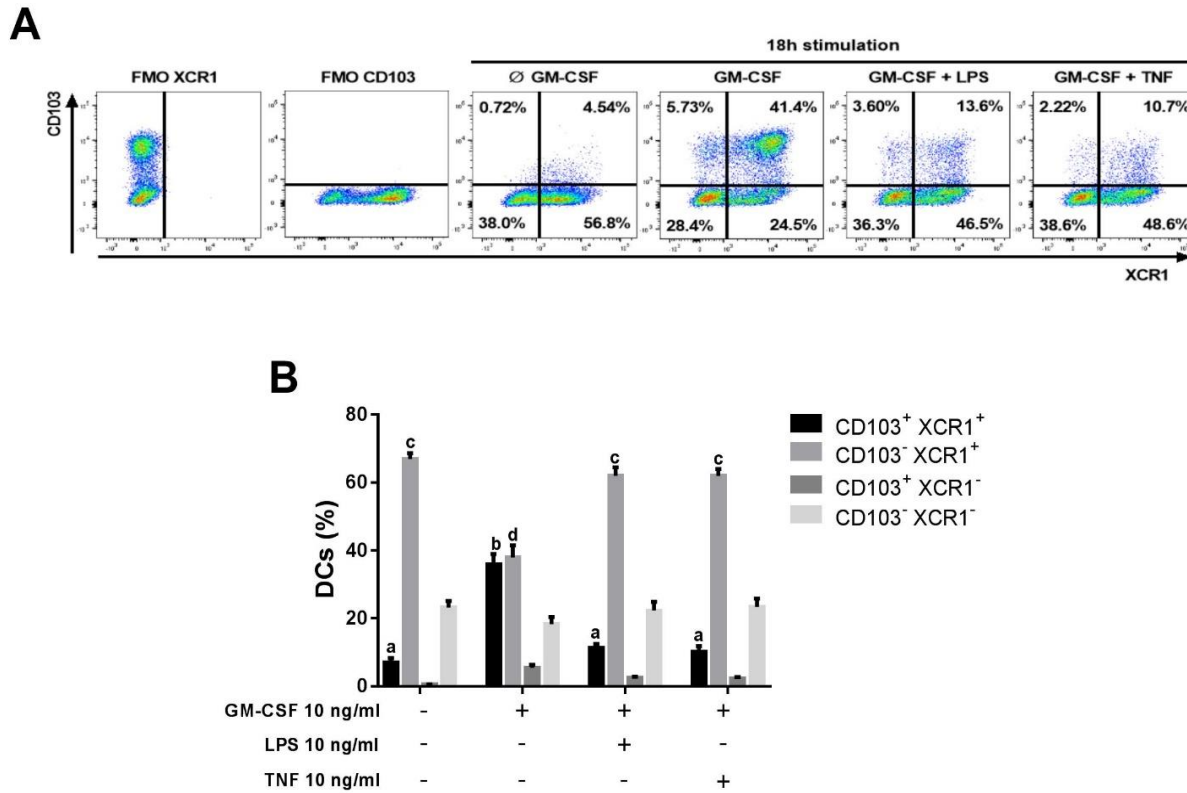 A
18h stimulation
FMO XCR1 FMO CD103 Ø GM-CSF GM-CSF GM-CSF + LPS GM-CSF + TNF
CD103
0.72% 4.54% 5.73% 41.4% 3.60% 13.6% 2.22% 10.7%
38.0% 56.8% 28.4% 24.5% 36.3% 46.5% 38.6% 48.6%
XCR1
B
DCs (%)
80
60
40
20
0
a c b d a c a c
CD103⁺ XCR1⁺
CD103⁻ XCR1⁺
CD103⁺ XCR1⁻
CD103⁻ XCR1⁻
GM-CSF 10 ng/ml - + + +
LPS 10 ng/ml - - + -
TNF 10 ng/ml - - - +